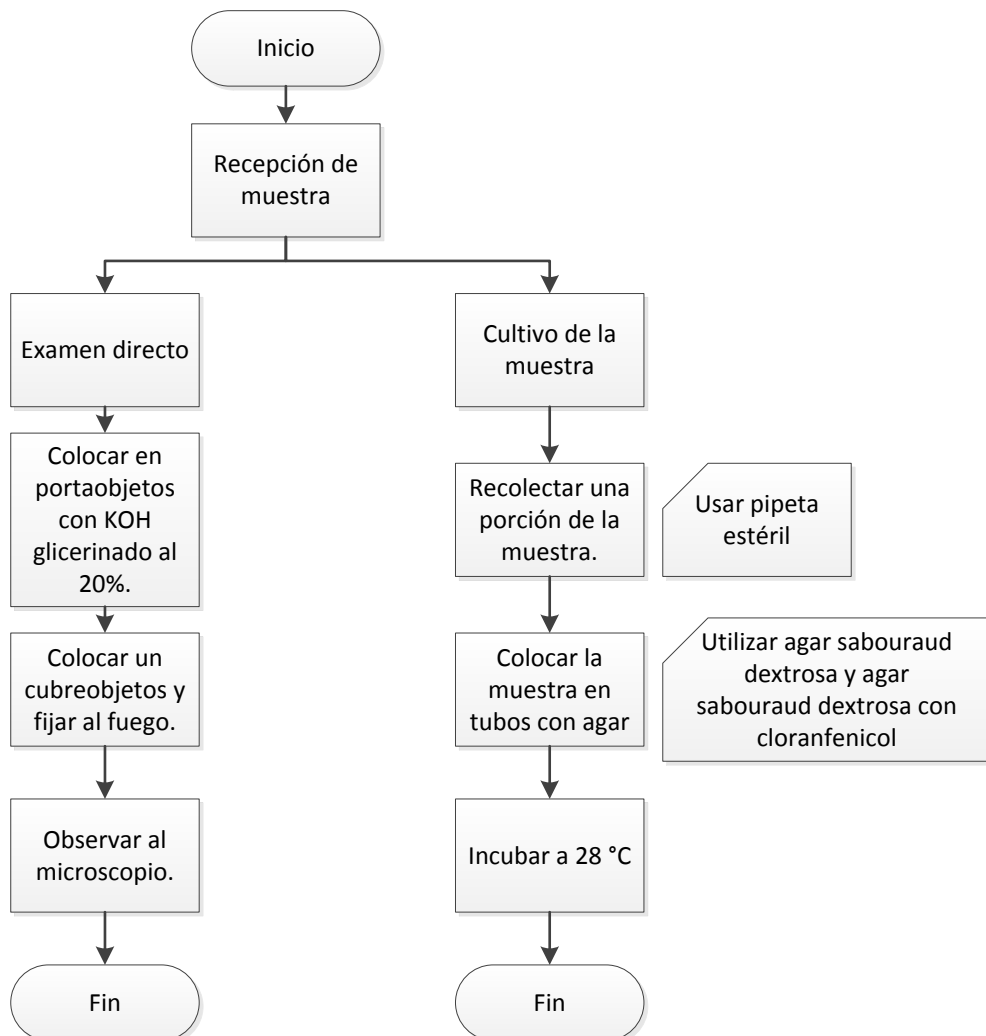 Inicio
Recepción de
muestra
Examen directo
Colocar en
portaobjetos
con KOH
glicerinado al
20%.
Colocar un
cubreobjetos y
fijar al fuego.
Observar al
microscopio.
Fin
Cultivo de la
muestra
Recolectar una
porción de la
muestra.
Usar pipeta
estéril
Colocar la
muestra en
tubos con agar
Utilizar agar sabouraud
dextrosa y agar
sabouraud dextrosa con
cloranfenicol
Incubar a 28 °C
Fin